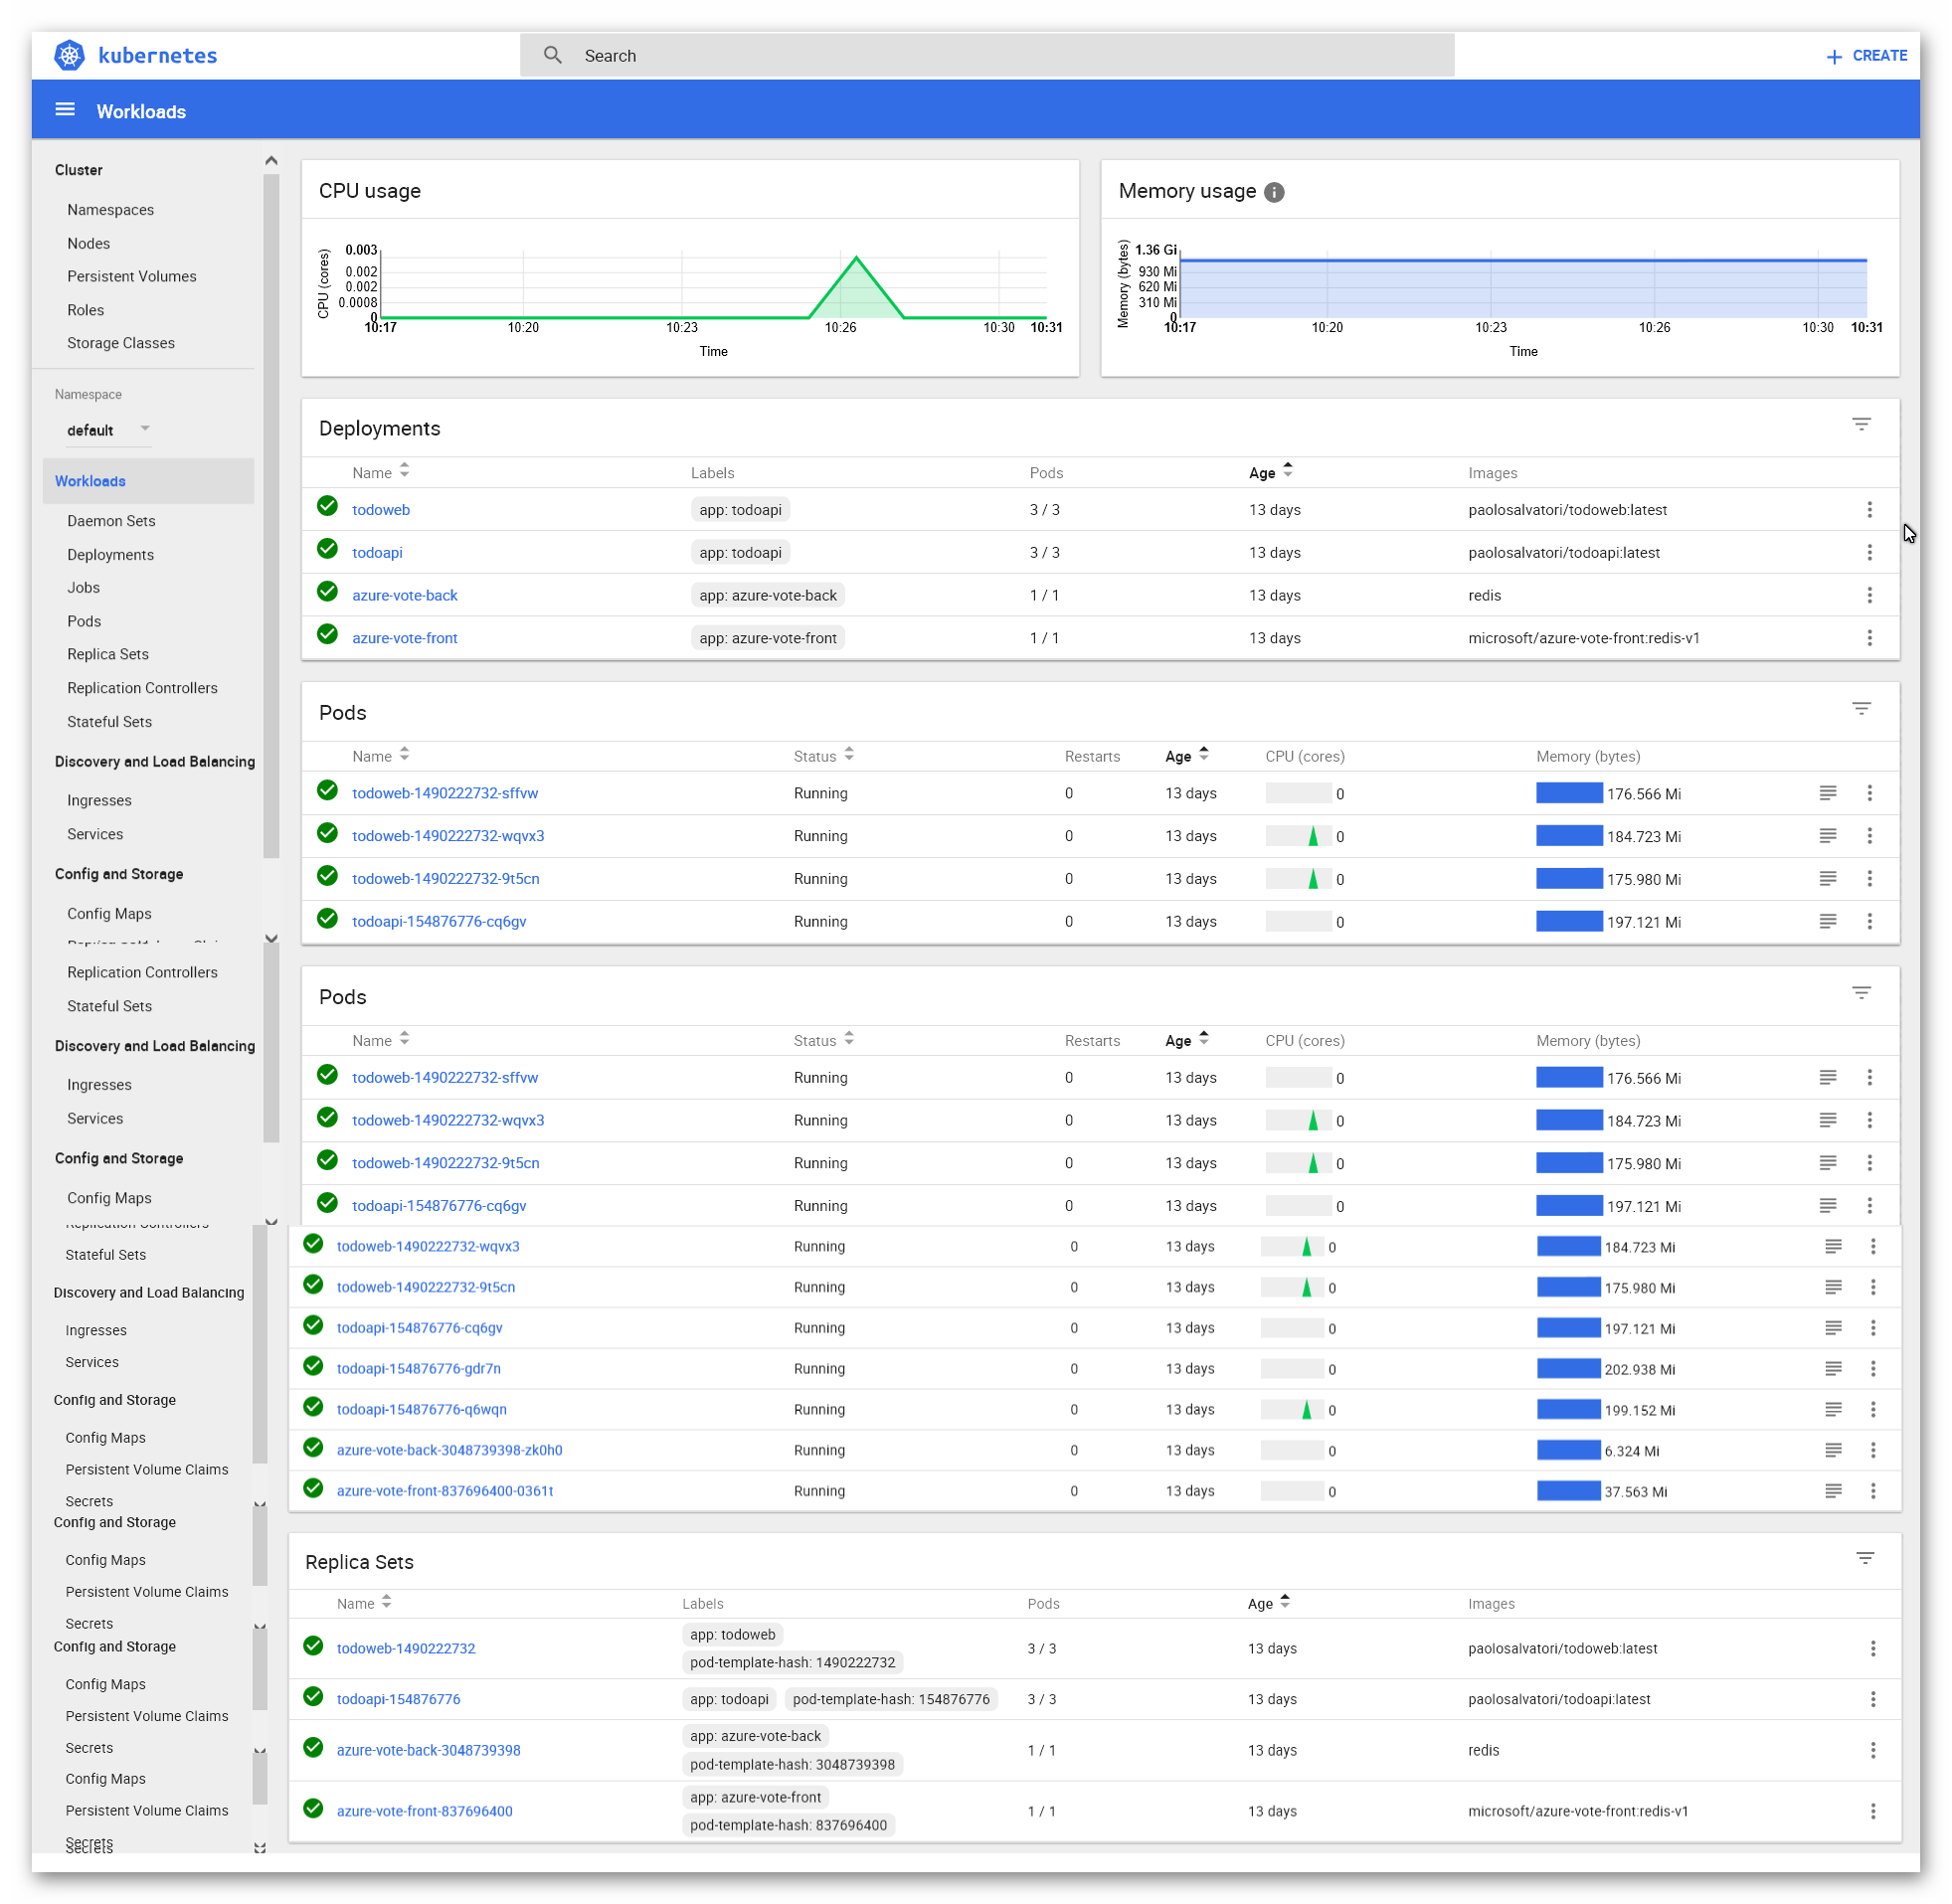 kubernetes
Search
CREATE
Workloads
Cluster
Namespaces
Nodes
Persistent Volumes
Roles
Storage Classes
Namespace
default
Workloads
Daemon Sets
Deployments
Jobs
Pods
Replica Sets
Replication Controllers
Stateful Sets
Discovery and Load Balancing
Ingresses
Services
Config and Storage
Config Maps
Replication Controllers
Stateful Sets
Discovery and Load Balancing
Ingresses
Services
Config and Storage
Config Maps
Replication Controllers
Stateful Sets
Discovery and Load Balancing
Ingresses
Services
Config and Storage
Config Maps
Persistent Volume Claims
Secrets
Config and Storage
Config Maps
Persistent Volume Claims
Secrets
Config and Storage
Config Maps
Persistent Volume Claims
Secrets
Config Maps
Persistent Volume Claims
Secrets
Secrets
CPU usage
CPU (cores)
0.003
0.002
0.002
0.0008
0
10:17 10:20 10:23 10:26 10:30 10:31
Time
Memory usage
Memory (bytes)
1.36 Gi
930 Mi
620 Mi
310 Mi
0
10:17 10:20 10:23 10:26 10:30 10:31
Time
Deployments
Name Labels Pods Age Images
todoweb app: todoapi 3 / 3 13 days paolosalvatori/todoweb:latest
todoapi app: todoapi 3 / 3 13 days paolosalvatori/todoapi:latest
azure-vote-back app: azure-vote-back 1 / 1 13 days redis
azure-vote-front app: azure-vote-front 1 / 1 13 days microsoft/azure-vote-front:redis-v1
Pods
Name Status Restarts Age CPU (cores) Memory (bytes)
todoweb-1490222732-sffvw Running 0 13 days 0 176.566 Mi
todoweb-1490222732-wqvx3 Running 0 13 days 0 184.723 Mi
todoweb-1490222732-9t5cn Running 0 13 days 0 175.980 Mi
todoapi-154876776-cq6gv Running 0 13 days 0 197.121 Mi
Pods
Name Status Restarts Age CPU (cores) Memory (bytes)
todoweb-1490222732-sffvw Running 0 13 days 0 176.566 Mi
todoweb-1490222732-wqvx3 Running 0 13 days 0 184.723 Mi
todoweb-1490222732-9t5cn Running 0 13 days 0 175.980 Mi
todoapi-154876776-cq6gv Running 0 13 days 0 197.121 Mi
todoweb-1490222732-wqvx3 Running 0 13 days 0 184.723 Mi
todoweb-1490222732-9t5cn Running 0 13 days 0 175.980 Mi
todoapi-154876776-cq6gv Running 0 13 days 0 197.121 Mi
todoapi-154876776-gdr7n Running 0 13 days 0 202.938 Mi
todoapi-154876776-q6wqn Running 0 13 days 0 199.152 Mi
azure-vote-back-3048739398-zk0h0 Running 0 13 days 0 6.324 Mi
azure-vote-front-837696400-0361t Running 0 13 days 0 37.563 Mi
Replica Sets
Name Labels Pods Age Images
todoweb-1490222732 app: todoweb 3 / 3 13 days paolosalvatori/todoweb:latest
pod-template-hash: 1490222732
todoapi-154876776 app: todoapi pod-template-hash: 154876776 3 / 3 13 days paolosalvatori/todoapi:latest
azure-vote-back-3048739398 app: azure-vote-back 1 / 1 13 days redis
pod-template-hash: 3048739398
azure-vote-front-837696400 app: azure-vote-front 1 / 1 13 days microsoft/azure-vote-front:redis-v1
pod-template-hash: 837696400